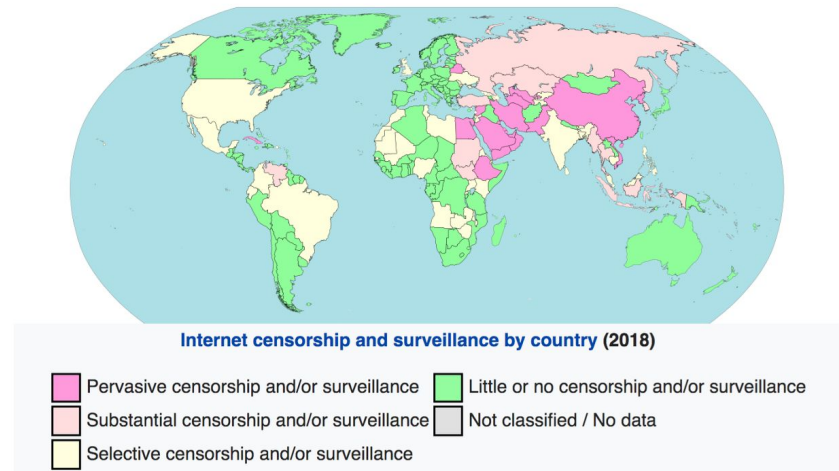 Internet censorship and surveillance by country (2018)
Pervasive censorship and/or surveillance
Little or no censorship and/or surveillance
Substantial censorship and/or surveillance
Not classified / No data
Selective censorship and/or surveillance